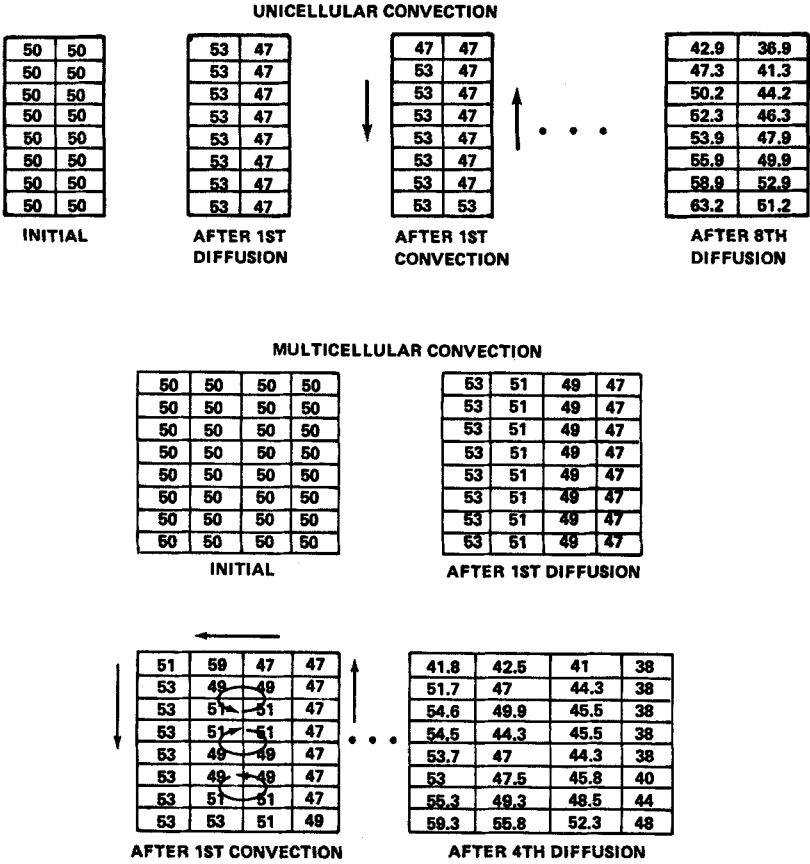 UNICELLULAR CONVECTION
50 50
50 50
50 50
50 50
50 50
50 50
50 50
50 50
INITIAL
53 47
53 47
53 47
53 47
53 47
53 47
53 47
53 47
AFTER 1ST
DIFFUSION
47 47
53 47
53 47
53 47
53 47
53 47
53 47
53 53
AFTER 1ST
CONVECTION
42.9 36.9
47.3 41.3
50.2 44.2
52.3 46.3
53.9 47.9
55.9 49.9
58.9 52.9
63.2 51.2
AFTER 8TH
DIFFUSION
MULTICELLULAR CONVECTION
50 50 50 50
50 50 50 50
50 50 50 50
50 50 50 50
50 50 50 50
50 50 50 50
50 50 50 50
50 50 50 50
INITIAL
53 51 49 47
53 51 49 47
53 51 49 47
53 51 49 47
53 51 49 47
53 51 49 47
53 51 49 47
53 51 49 47
AFTER 1ST DIFFUSION
51 59 47 47
53 49 49 47
53 51 51 47
53 51 51 47
53 49 49 47
53 49 49 47
53 51 51 47
53 53 51 49
AFTER 1ST CONVECTION
41.8 42.5 41 38
51.7 47 44.3 38
54.6 49.9 45.5 38
54.5 44.3 45.5 38
53.7 47 44.3 38
53 47.5 45.8 40
55.3 49.3 48.5 44
59.3 55.8 52.3 48
AFTER 4TH DIFFUSION